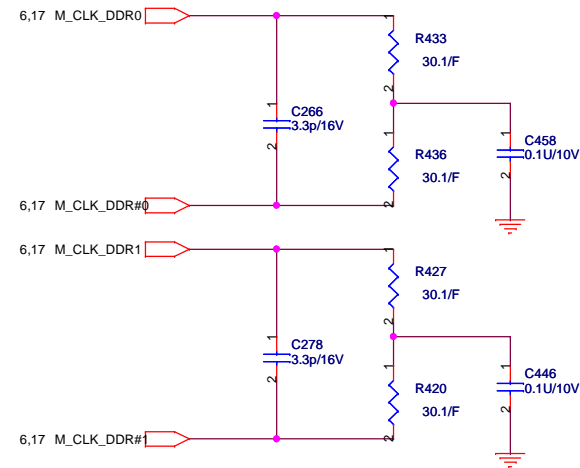 6,17 M_CLK_DDR0
1
R433
30.1/F
2
1
C266
3.3p/16V
2
1
R436
30.1/F
2
1
C458
0.1U/10V
2
6,17 M_CLK_DDR#0
6,17 M_CLK_DDR1
1
R427
30.1/F
2
1
C278
3.3p/16V
2
1
R420
30.1/F
2
1
C446
0.1U/10V
2
6,17 M_CLK_DDR#1